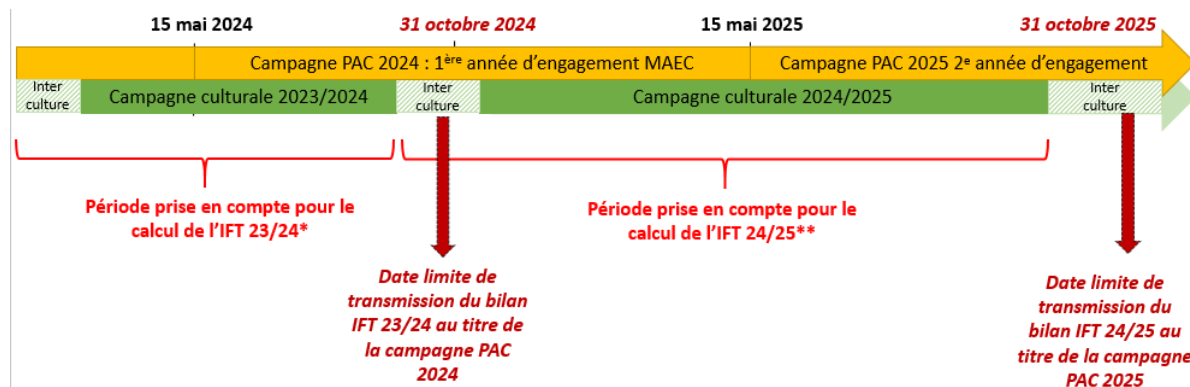 15 mai 2024
31 octobre 2024
15 mai 2025
31 octobre 2025
Campagne PAC 2024 : 1ère année d’engagement MAEC
Campagne PAC 2025 2e année d’engagement
Inter
culture
Campagne culturale 2023/2024
Inter
culture
Campagne culturale 2024/2025
Inter
culture
Période prise en compte pour le
calcul de l’IFT 23/24*
Période prise en compte pour le
calcul de l’IFT 24/25**
Date limite de
transmission du bilan
IFT 23/24 au titre de
la campagne PAC
2024
Date limite de
transmission du
bilan IFT 24/25 au
titre de la campagne
PAC 2025